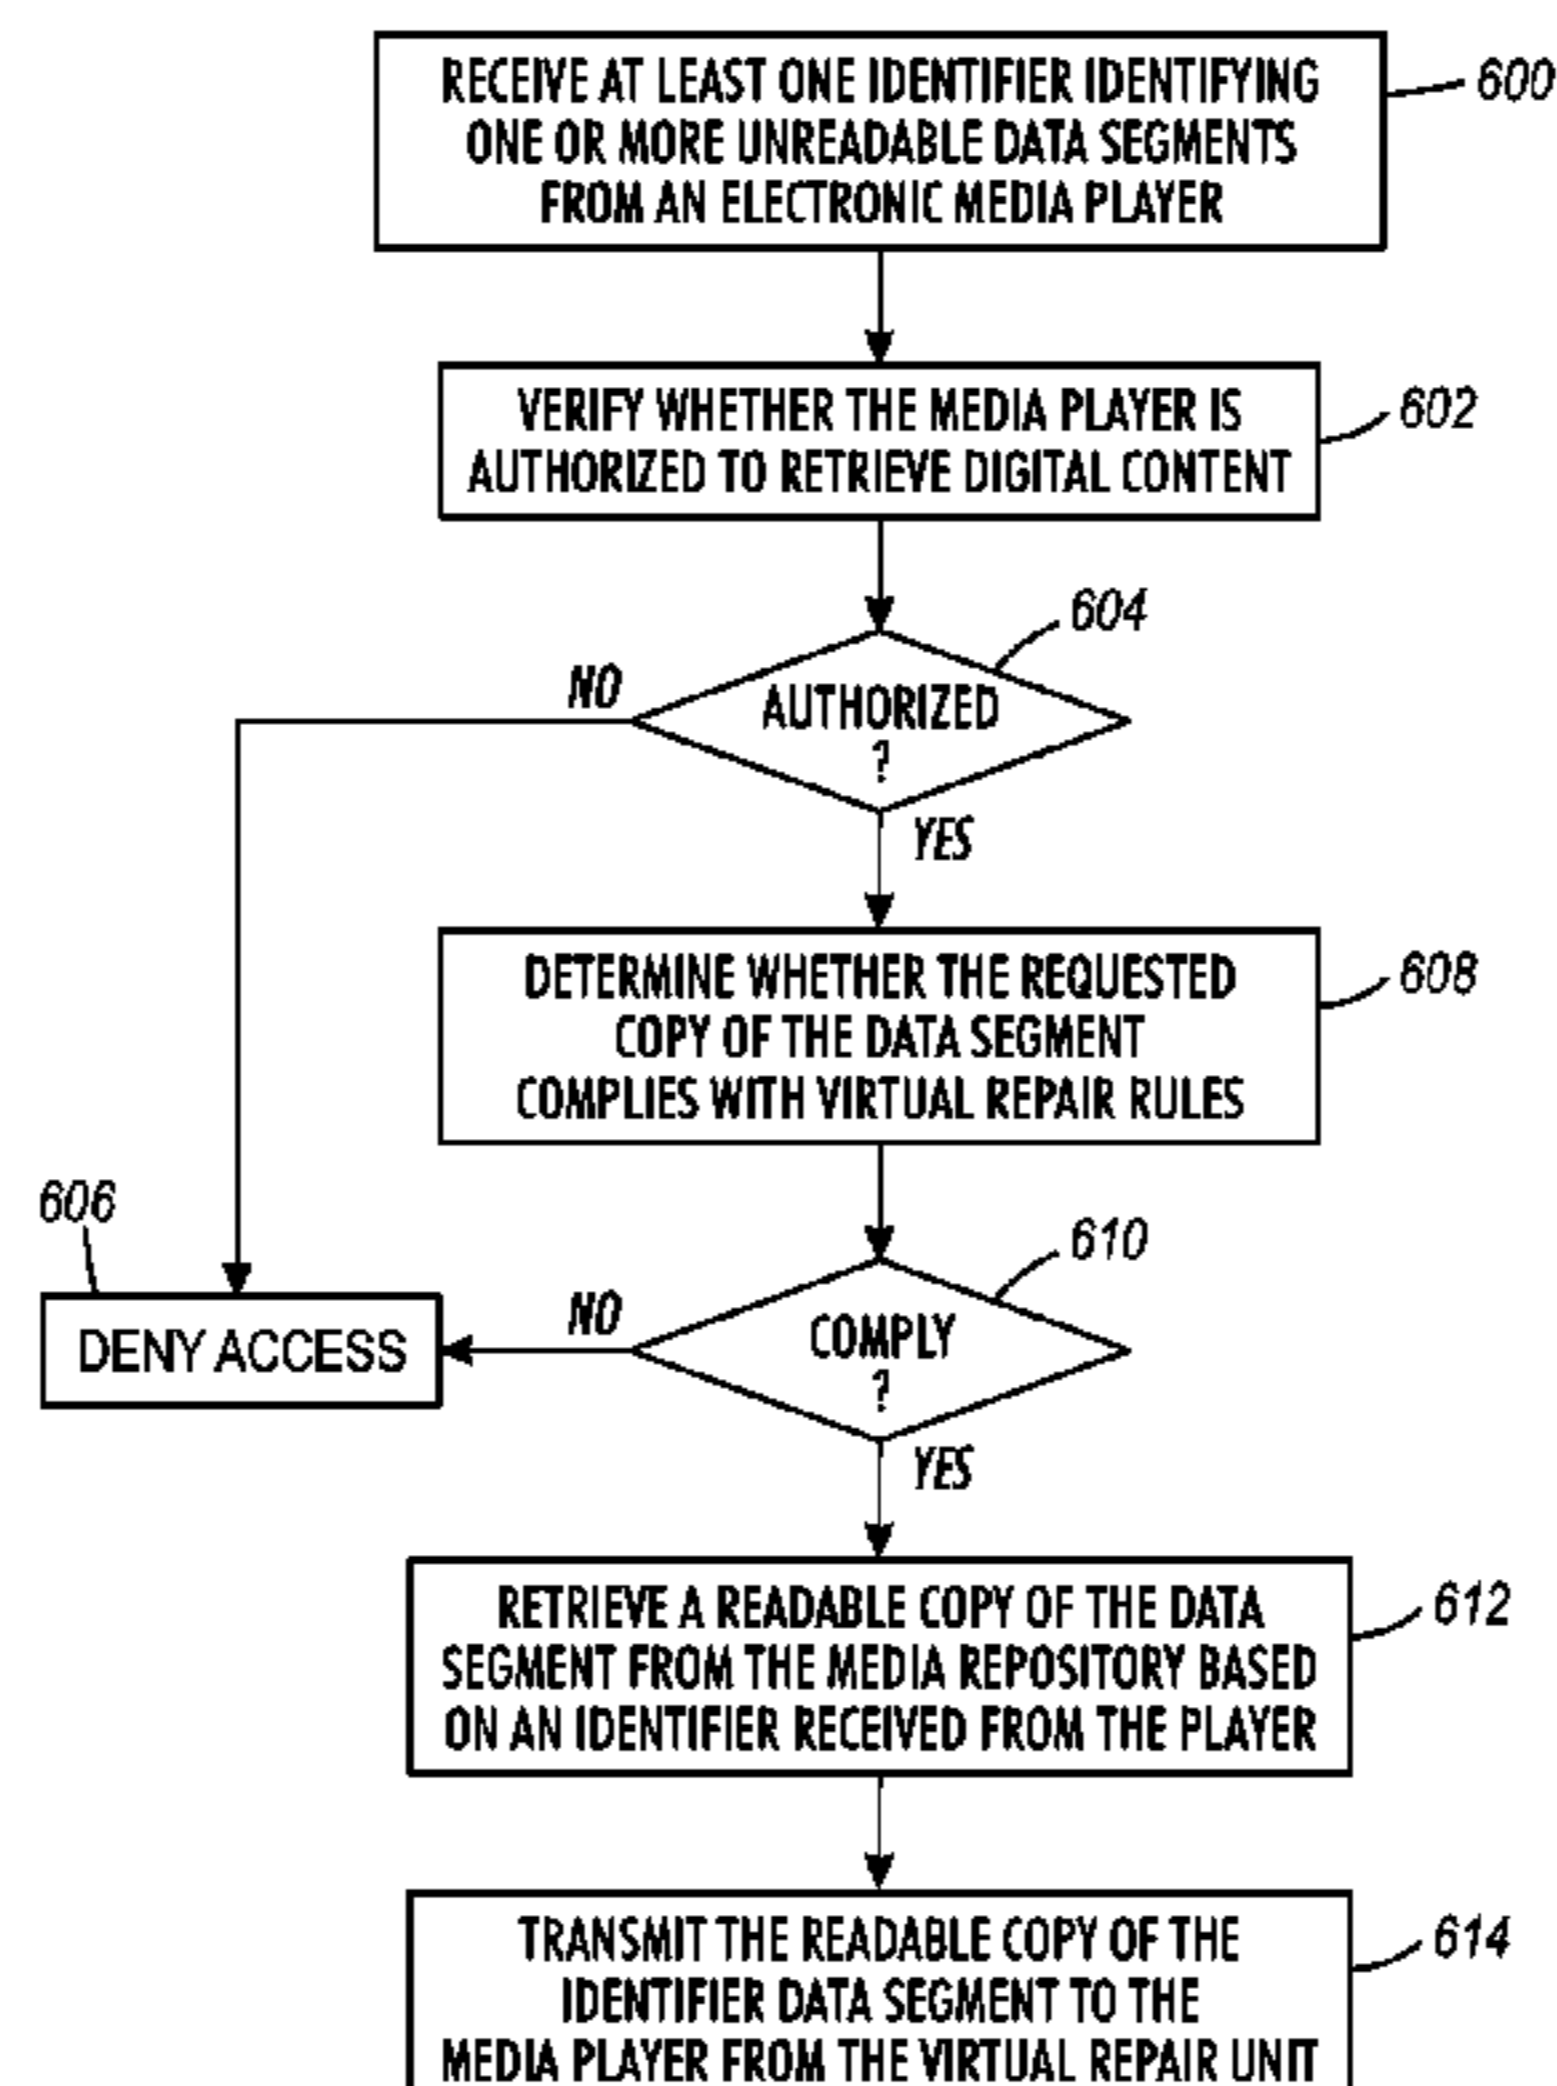 RECEIVE AT LEAST ONE IDENTIFIER IDENTIFYING
ONE OR MORE UNREADABLE DATA SEGMENTS
FROM AN ELECTRONIC MEDIA PLAYER
600
VERIFY WHETHER THE MEDIA PLAYER IS
AUTHORIZED TO RETRIEVE DIGITAL CONTENT
602
604
NO
AUTHORIZED
?
YES
DETERMINE WHETHER THE REQUESTED
COPY OF THE DATA SEGMENT
COMPLIES WITH VIRTUAL REPAIR RULES
608
606
DENY ACCESS
610
NO
COMPLY
?
YES
RETRIEVE A READABLE COPY OF THE DATA
SEGMENT FROM THE MEDIA REPOSITORY BASED
ON AN IDENTIFIER RECEIVED FROM THE PLAYER
612
TRANSMIT THE READABLE COPY OF THE
IDENTIFIER DATA SEGMENT TO THE
MEDIA PLAYER FROM THE VIRTUAL REPAIR UNIT
614